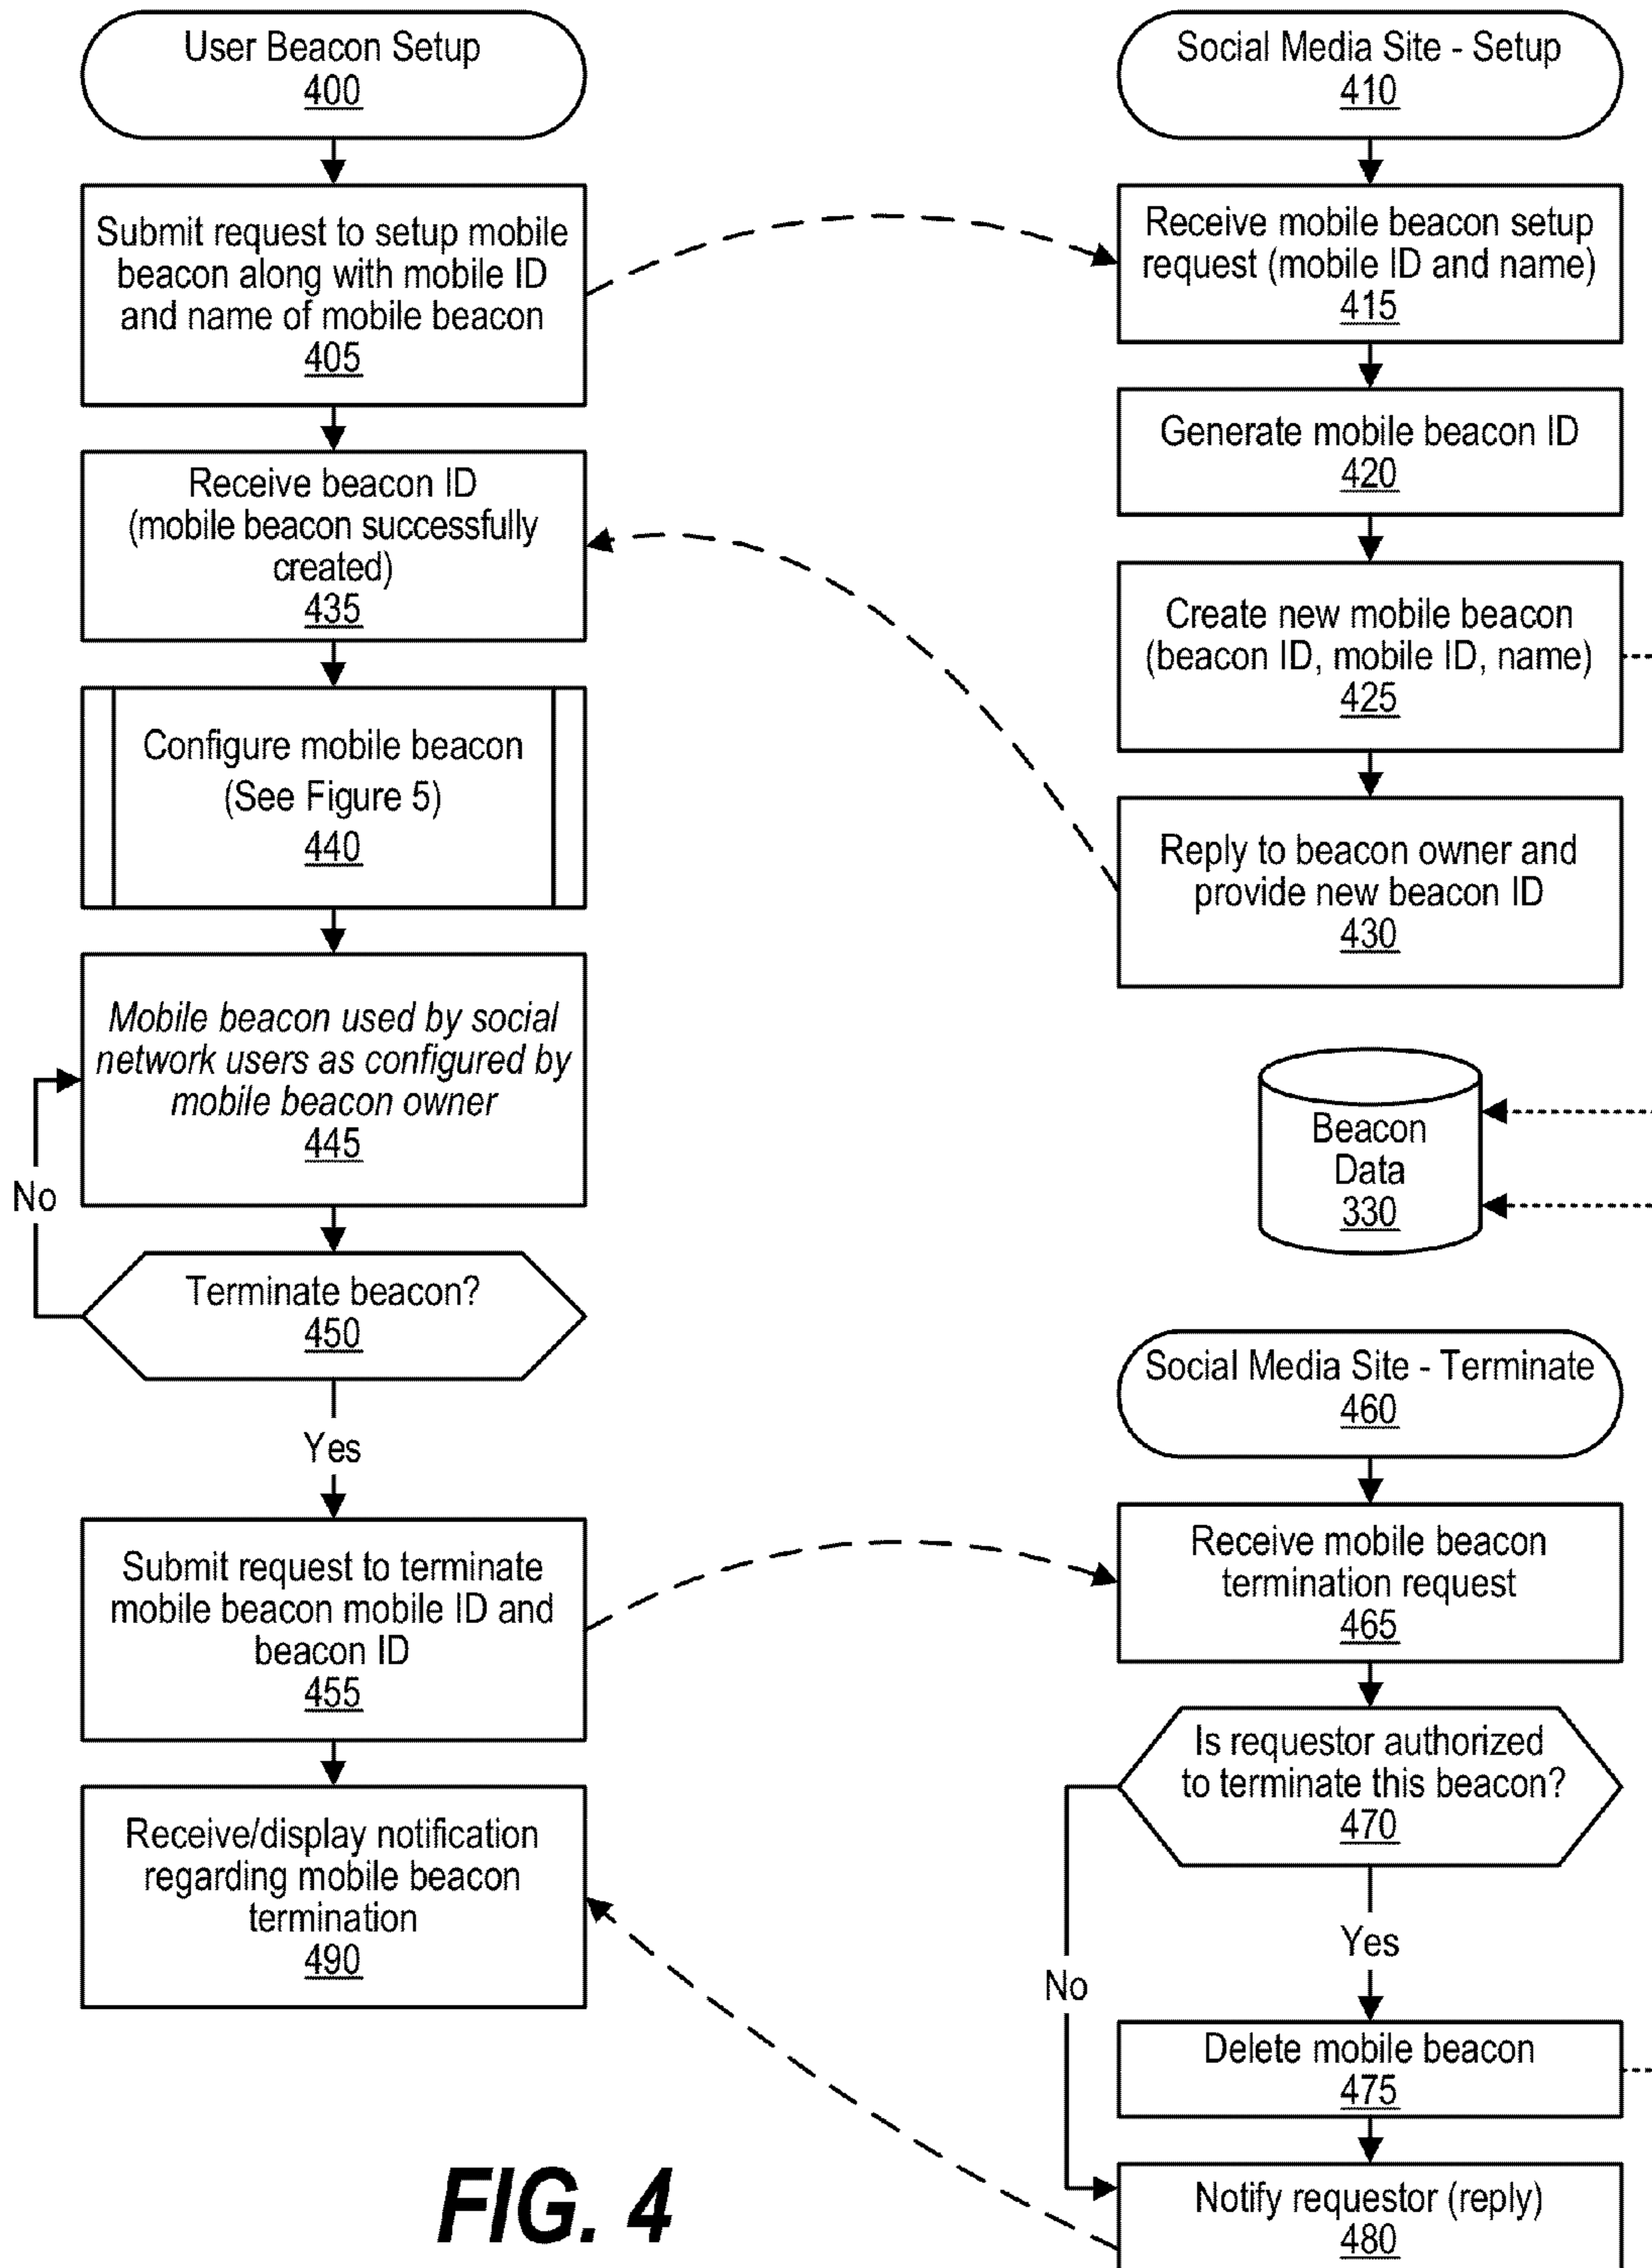 User Beacon Setup
400
Submit request to setup mobile
beacon along with mobile ID
and name of mobile beacon
405
Receive beacon ID
(mobile beacon successfully
created)
435
Configure mobile beacon
(See Figure 5)
440
Mobile beacon used by social
network users as configured by
mobile beacon owner
445
No
Terminate beacon?
450
Yes
Submit request to terminate
mobile beacon mobile ID and
beacon ID
455
Receive/display notification
regarding mobile beacon
termination
490
Social Media Site - Setup
410
Receive mobile beacon setup
request (mobile ID and name)
415
Generate mobile beacon ID
420
Create new mobile beacon
(beacon ID, mobile ID, name)
425
Reply to beacon owner and
provide new beacon ID
430
Beacon
Data
330
Social Media Site - Terminate
460
Receive mobile beacon
termination request
465
Is requestor authorized
to terminate this beacon?
470
Yes
No
Delete mobile beacon
475
Notify requestor (reply)
480
FIG. 4